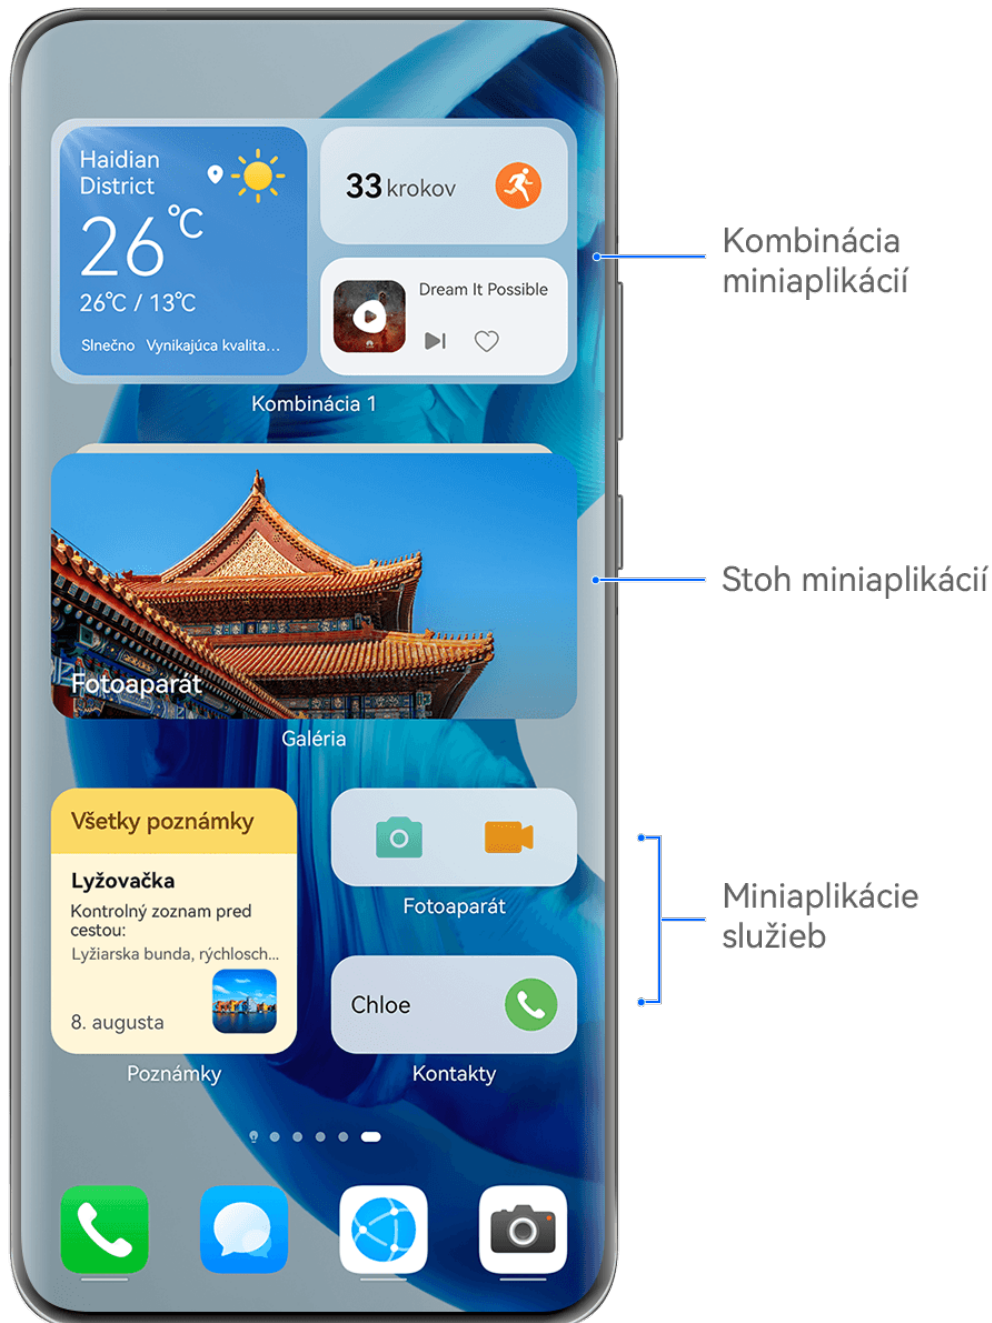 Haidian
District
26°C
26°C / 13°C
Slnečno Vynikajúca kvalita...
33 krokov
Dream It Possible
Kombinácia 1
Kombinácia
miniaplikácií
Fotoaparát
Galéria
Stoh miniaplikácií
Všetky poznámky
Lyžovačka
Kontrolný zoznam pred
cestou:
Lyžiarska bunda, rýchlosch...
8. augusta
Poznámky
Fotoaparát
Chloe
Kontakty
Miniaplikácie
služieb